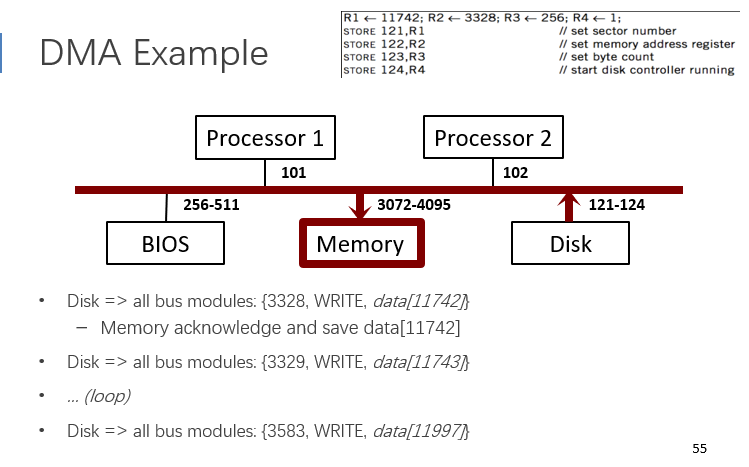 R1 ← 11742; R2 ← 3328; R3 ← 256; R4 ← 1;
STORE 121,R1 // set sector number
STORE 122,R2 // set memory address register
STORE 123,R3 // set byte count
STORE 124,R4 // start disk controller running
DMA Example
Processor 1
Processor 2
101
102
256-511
3072-4095
121-124
BIOS
Memory
Disk
• Disk => all bus modules: {3328, WRITE, data[11742]}
– Memory acknowledge and save data[11742]
• Disk => all bus modules: {3329, WRITE, data[11743]}
• ... (loop)
• Disk => all bus modules: {3583, WRITE, data[11997]}
55